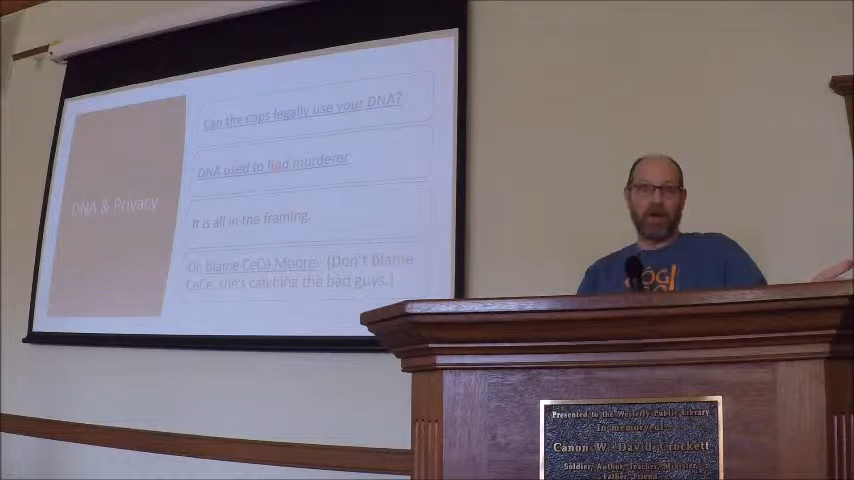 DNA & Privacy
Can the cops legally use your DNA?
DNA used to find murderer
It is all in the framing.
Or, blame CeCe Moore. (Don't blame
CeCe, she's catching the bad guys.)
Presented to the Westerly Public Library
In memory of
Canon W. David Crockett
Soldier, Author, Teacher, Minister,
Father, Friend